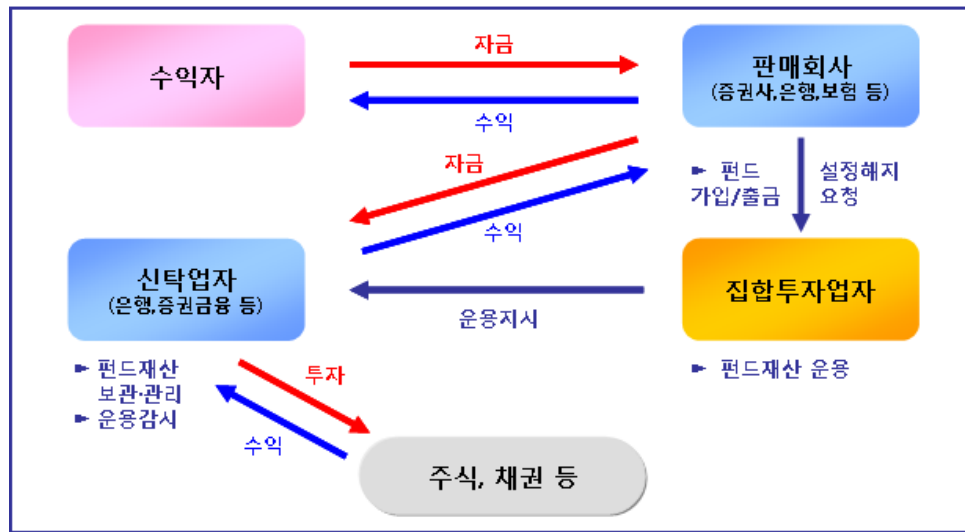 수익자
자금
수익
판매회사
(증권사,은행,보험 등)
자금
수익
► 펀드
가입/출금
설정해지
요청
신탁업자
(은행,증권금융 등)
운용지시
집합투자업자
► 펀드재산
보관·관리
► 운용감시
► 펀드재산 운용
투자
수익
주식, 채권 등